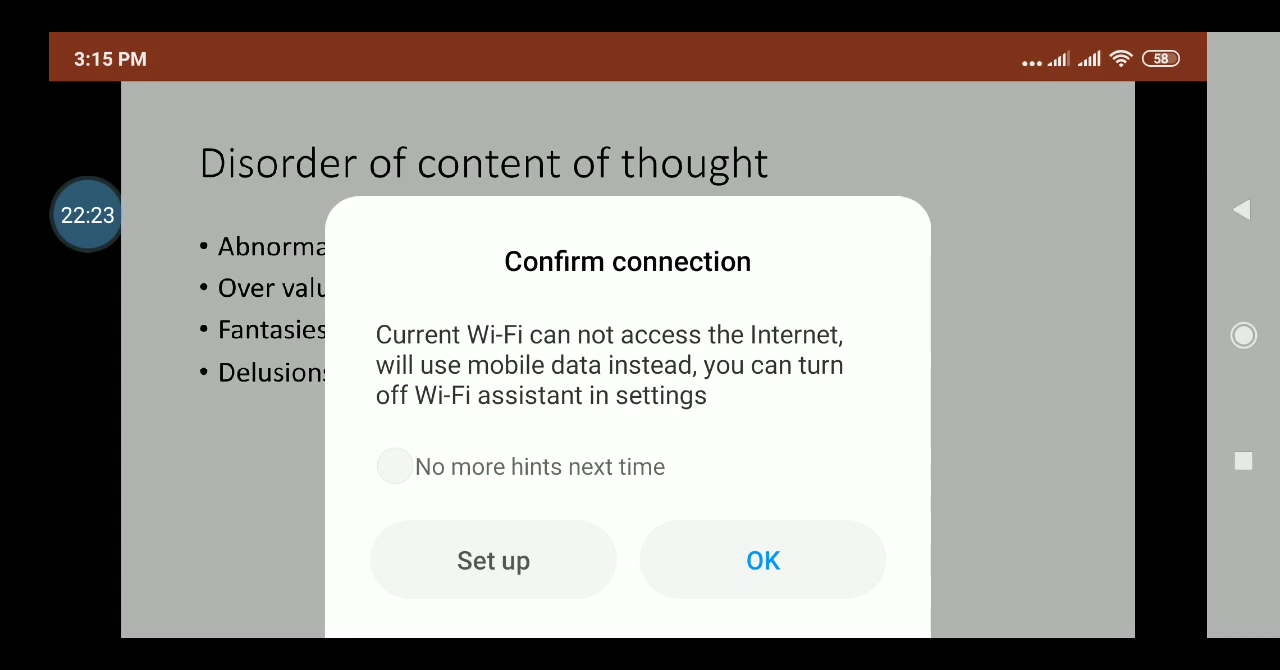 3:15 PM
58
Disorder of content of thought
22:23
• Abnorma
• Over valu
• Fantasies
• Delusions
Confirm connection
Current Wi-Fi can not access the Internet,
will use mobile data instead, you can turn
off Wi-Fi assistant in settings
No more hints next time
Set up
OK